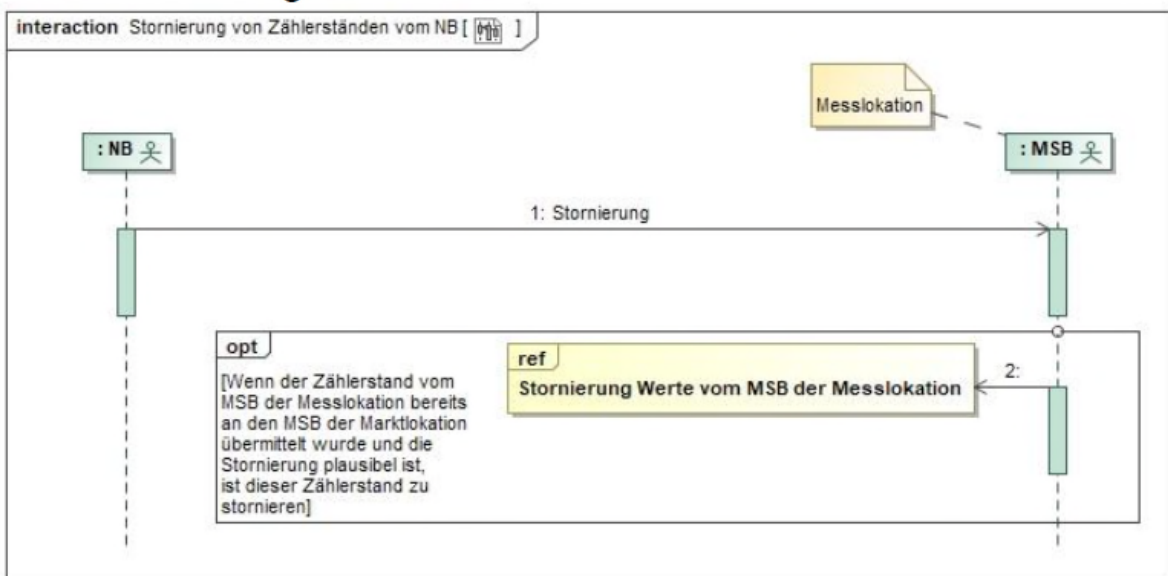 interaction Stornierung von Zählerständen vom NB [ ]
Messlokation
: NB
: MSB
1: Stornierung
opt
[Wenn der Zählerstand vom
MSB der Messlokation bereits
an den MSB der Marktlokation
übermittelt wurde und die
Stornierung plausibel ist,
ist dieser Zählerstand zu
stornieren]
ref
Stornierung Werte vom MSB der Messlokation
2: